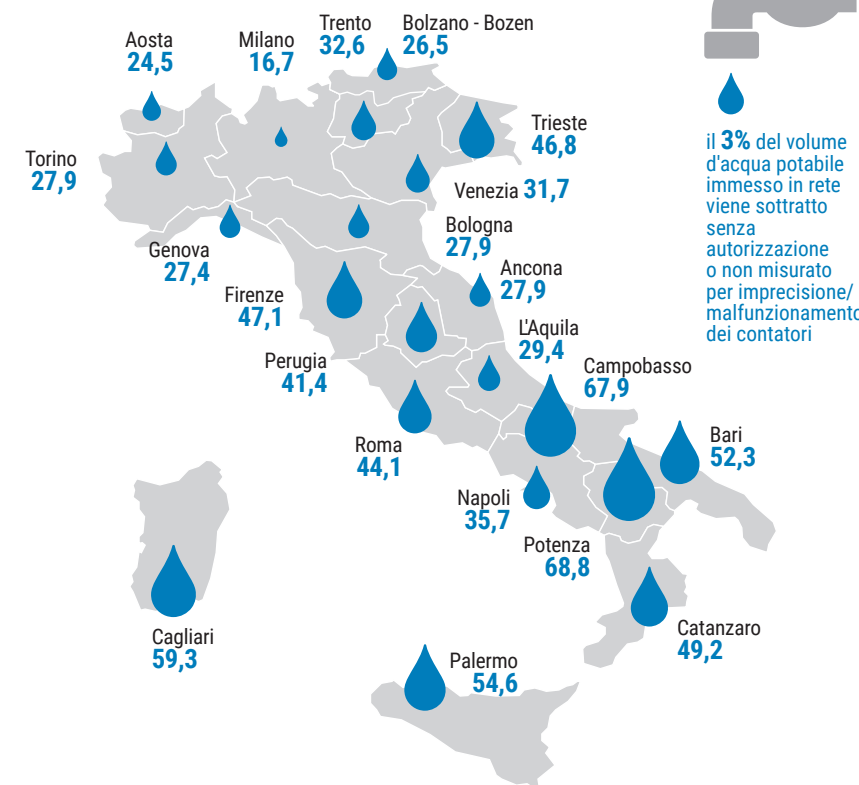 Trento
32,6
Bolzano - Bozen
26,5
Aosta
24,5
Milano
16,7
Trieste
46,8
Torino
27,9
Venezia 31,7
Genova
27,4
Bologna
27,9
Ancona
27,9
Firenze
47,1
L'Aquila
29,4
Perugia
41,4
Campobasso
67,9
Roma
44,1
Bari
52,3
Napoli
35,7
Potenza
68,8
Cagliari
59,3
Catanzaro
49,2
Palermo
54,6
il 3% del volume
d'acqua potabile
immesso in rete
viene sottratto
senza
autorizzazione
o non misurato
per imprecisione/
malfunzionamento
dei contatori